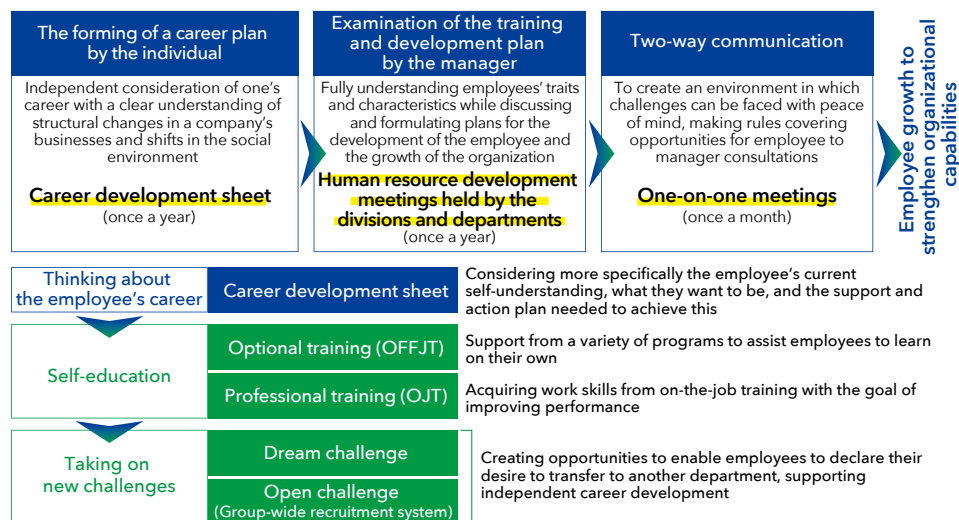 The forming of a career plan
by the individual
Independent consideration of one's
career with a clear understanding of
structural changes in a company's
businesses and shifts in the social
environment
Career development sheet
(once a year)
Examination of the training
and development plan
by the manager
Fully understanding employees' traits
and characteristics while discussing
and formulating plans for the
development of the employee and
the growth of the organization
Human resource development
meetings held by the
divisions and departments
(once a year)
Two-way communication
To create an environment in which
challenges can be faced with peace
of mind, making rules covering
opportunities for employee to
manager consultations
One-on-one meetings
(once a month)
Employee growth to
strengthen organizational
capabilities
Thinking about
the employee's career
Career development sheet
Considering more specifically the employee's current
self-understanding, what they want to be, and the support and
action plan needed to achieve this
Self-education
Optional training (OFFJT)
Support from a variety of programs to assist employees to learn
on their own
Professional training (OJT)
Acquiring work skills from on-the-job training with the goal of
improving performance
Taking on
new challenges
Dream challenge
Open challenge
(Group-wide recruitment system)
Creating opportunities to enable employees to declare their
desire to transfer to another department, supporting
independent career development